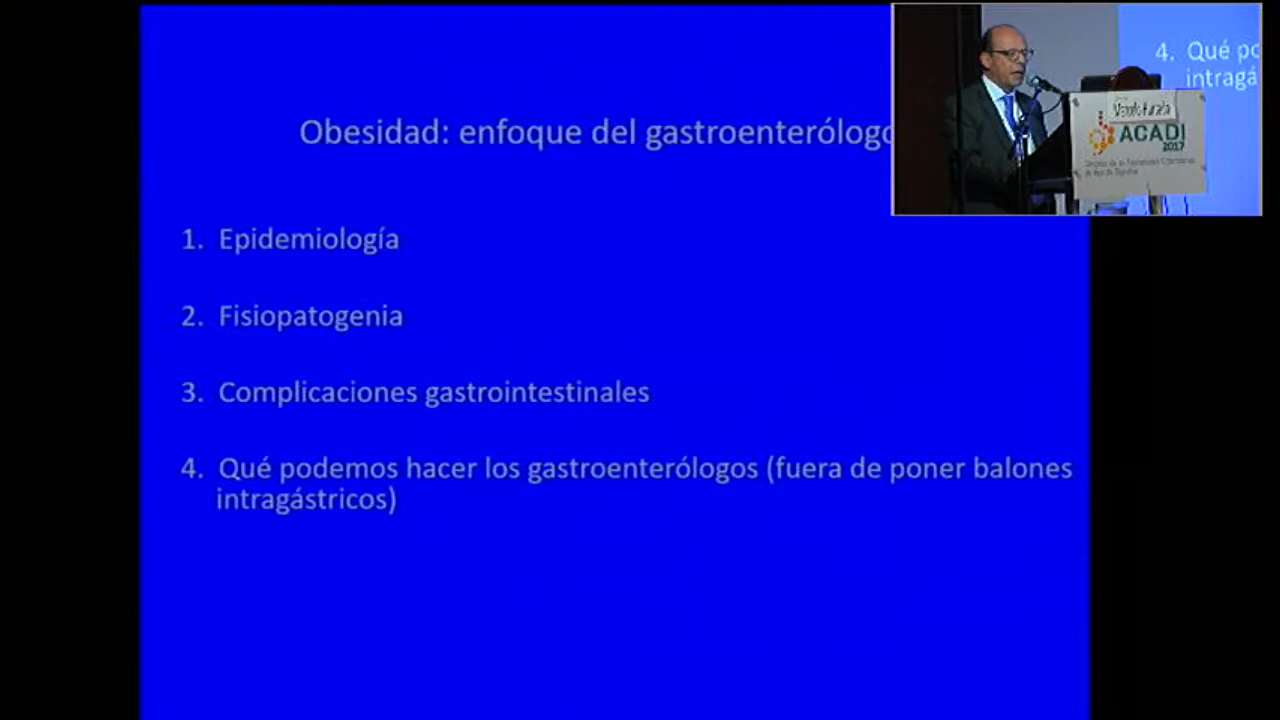 Obesidad: enfoque del gastroenterólogo
1. Epidemiología
2. Fisiopatogenia
3. Complicaciones gastrointestinales
4. Qué podemos hacer los gastroenterólogos (fuera de poner balones
intragástricos)
4. Qué po
intragá
ACADI
2017